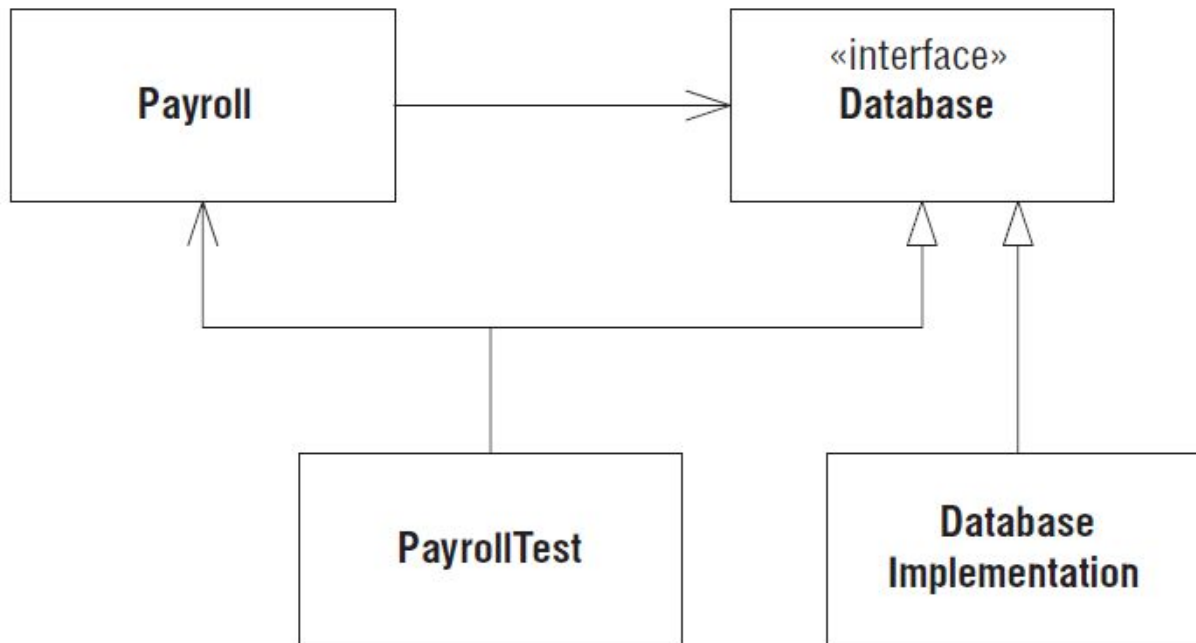 Payroll
«interface»
Database
PayrollTest
Database
Implementation